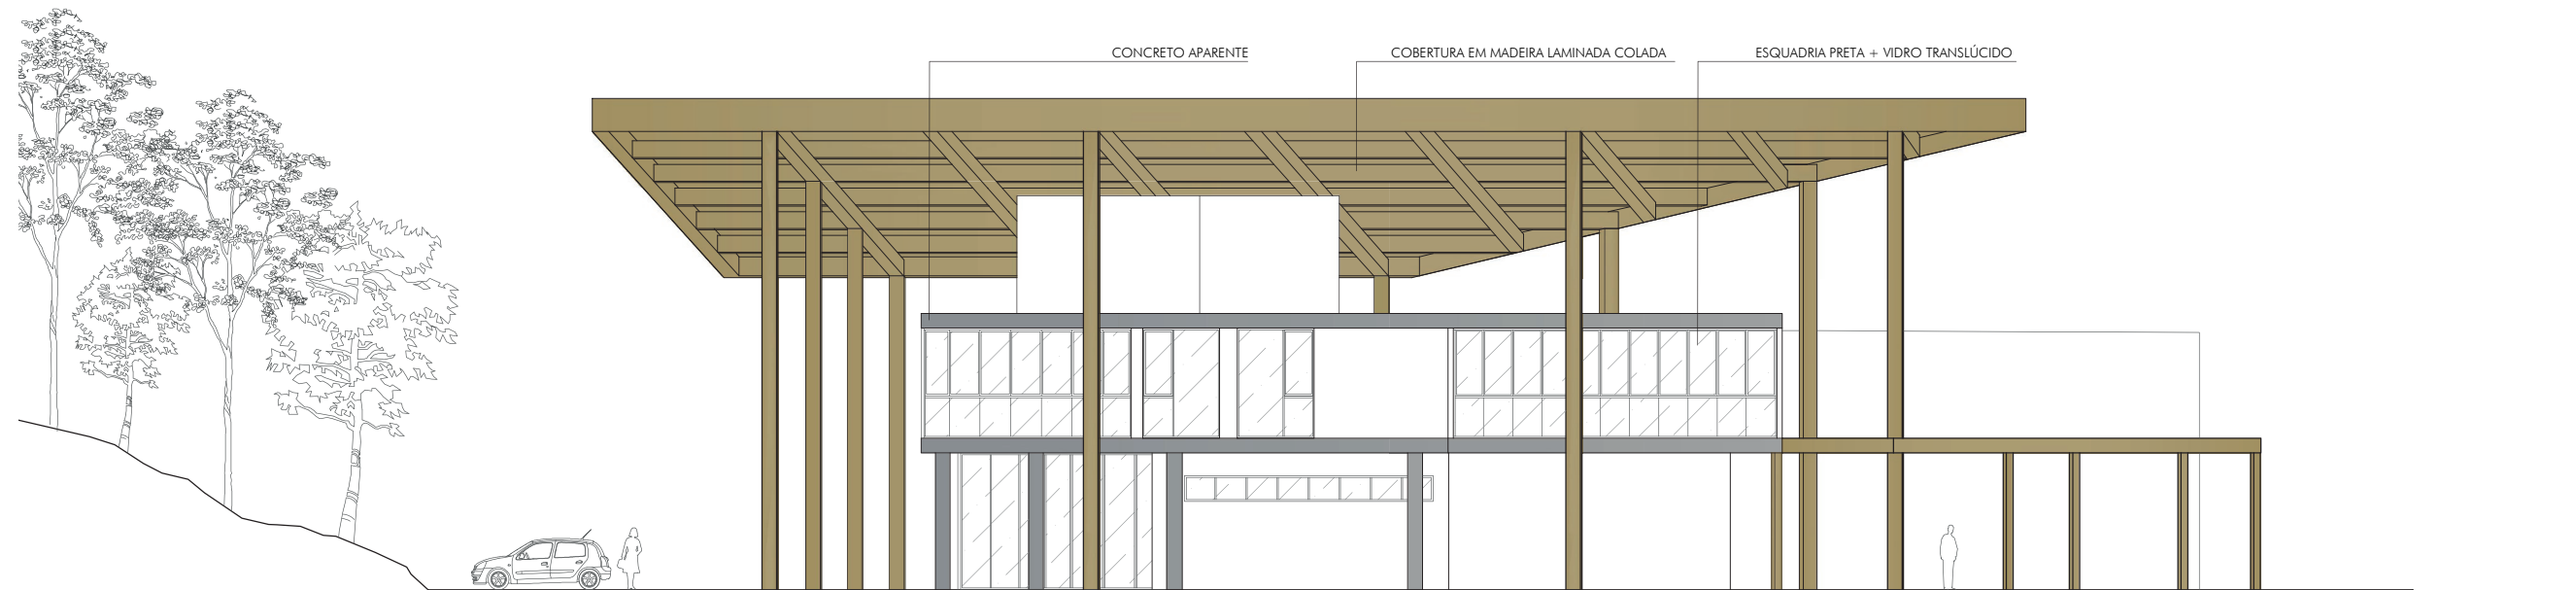 CONCRETO APARENTE
COBERTURA EM MADEIRA LAMINADA COLADA
ESQUADRIA PRETA + VIDRO TRANSLÚCIDO